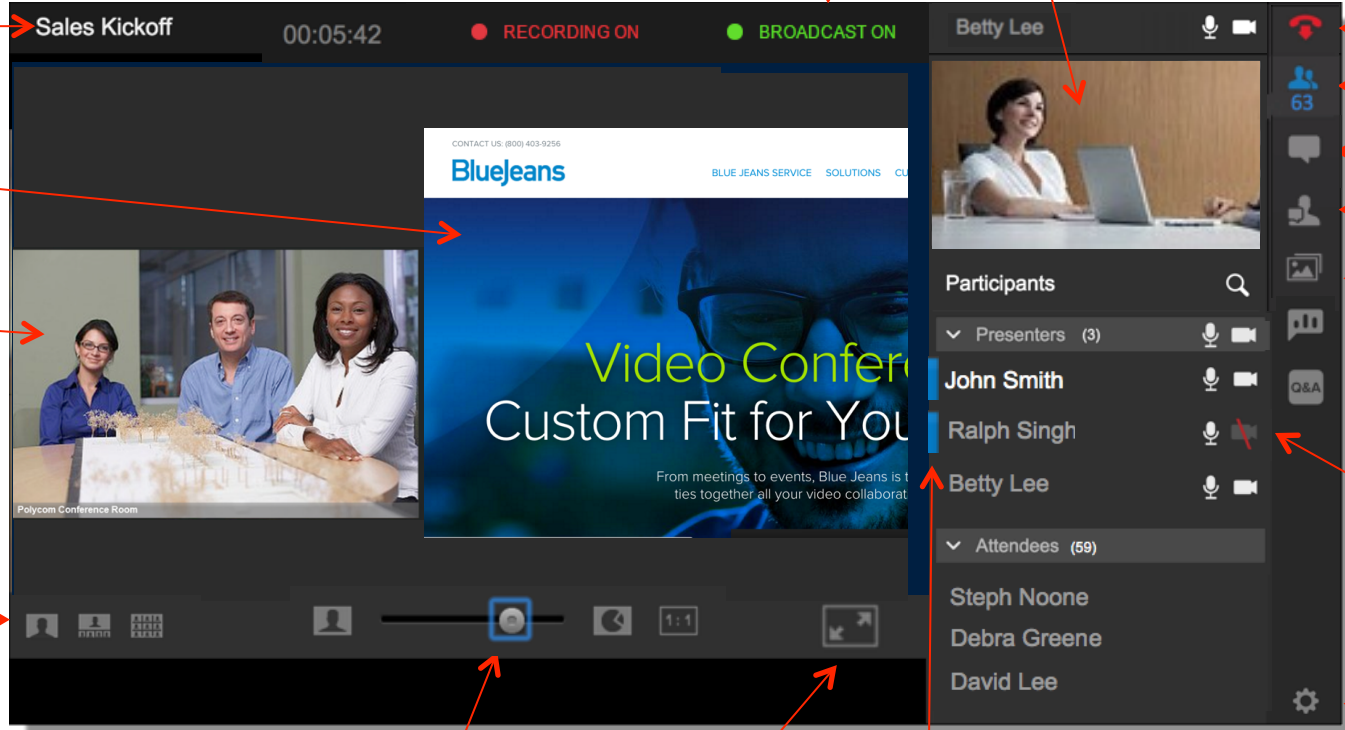 Sales Kickoff
00:05:42
RECORDING ON
BROADCAST ON
Betty Lee
63
CONTACT US: (800) 403-9256
BlueJeans
BLUE JEANS SERVICE SOLUTIONS CU
Video Confer
Custom Fit for You
From meetings to events, Blue Jeans is t
ties together all your video collaborat
Polycom Conference Room
1:1
Participants
Presenters (3)
John Smith
Ralph Singh
Betty Lee
Attendees (59)
Steph Noone
Debra Greene
David Lee
Q&A